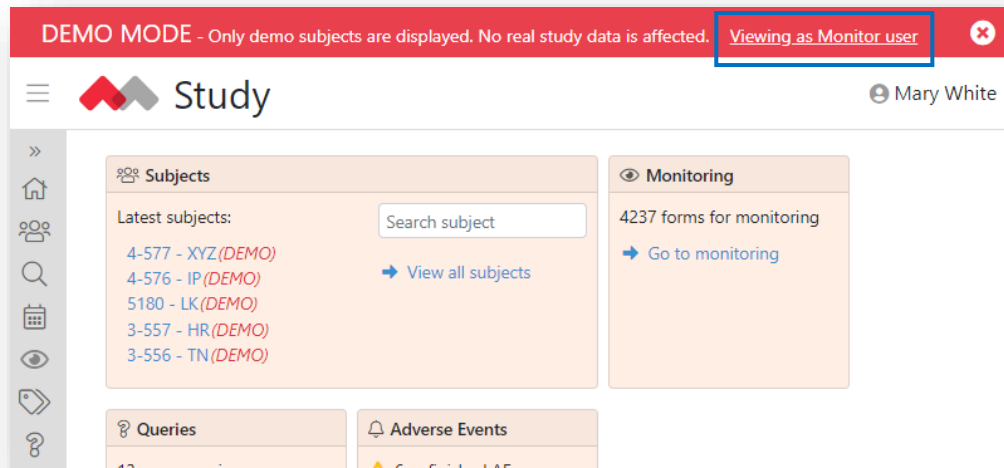 DEMO MODE - Only demo subjects are displayed. No real study data is affected. Viewing as Monitor user
Study
Mary White
Subjects
Latest subjects:
Search subject
4-577 - XYZ(DEMO)
4-576 - IP(DEMO)
View all subjects
5180 - LK(DEMO)
3-557 - HR(DEMO)
3-556 - TN(DEMO)
Monitoring
4237 forms for monitoring
Go to monitoring
Queries
Adverse Events